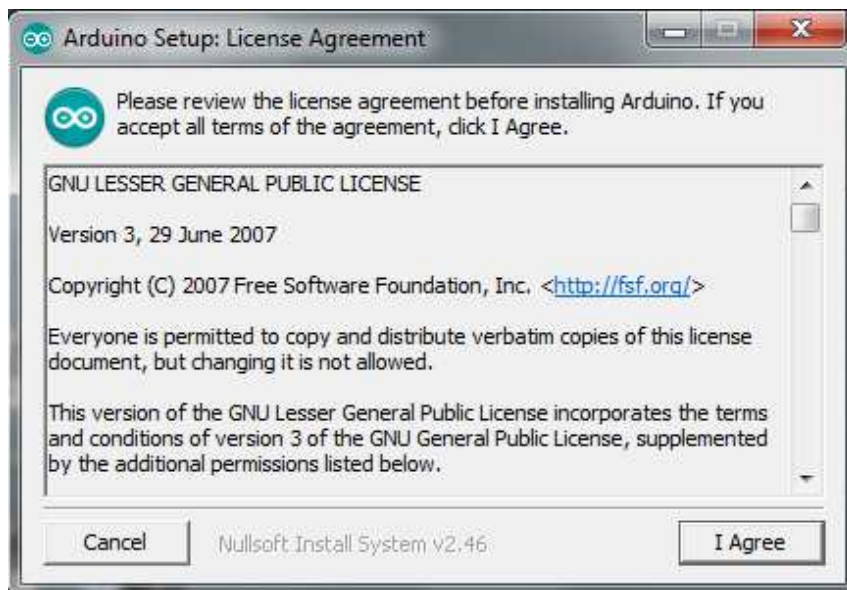 Arduino Setup: License Agreement
Please review the license agreement before installing Arduino. If you
accept all terms of the agreement, click I Agree.
GNU LESSER GENERAL PUBLIC LICENSE
Version 3, 29 June 2007
Copyright (C) 2007 Free Software Foundation, Inc. <http://fsf.org/>
Everyone is permitted to copy and distribute verbatim copies of this license
document, but changing it is not allowed.
This version of the GNU Lesser General Public License incorporates the terms
and conditions of version 3 of the GNU General Public License, supplemented
by the additional permissions listed below.
Cancel
Nullsoft Install System v2.46
I Agree